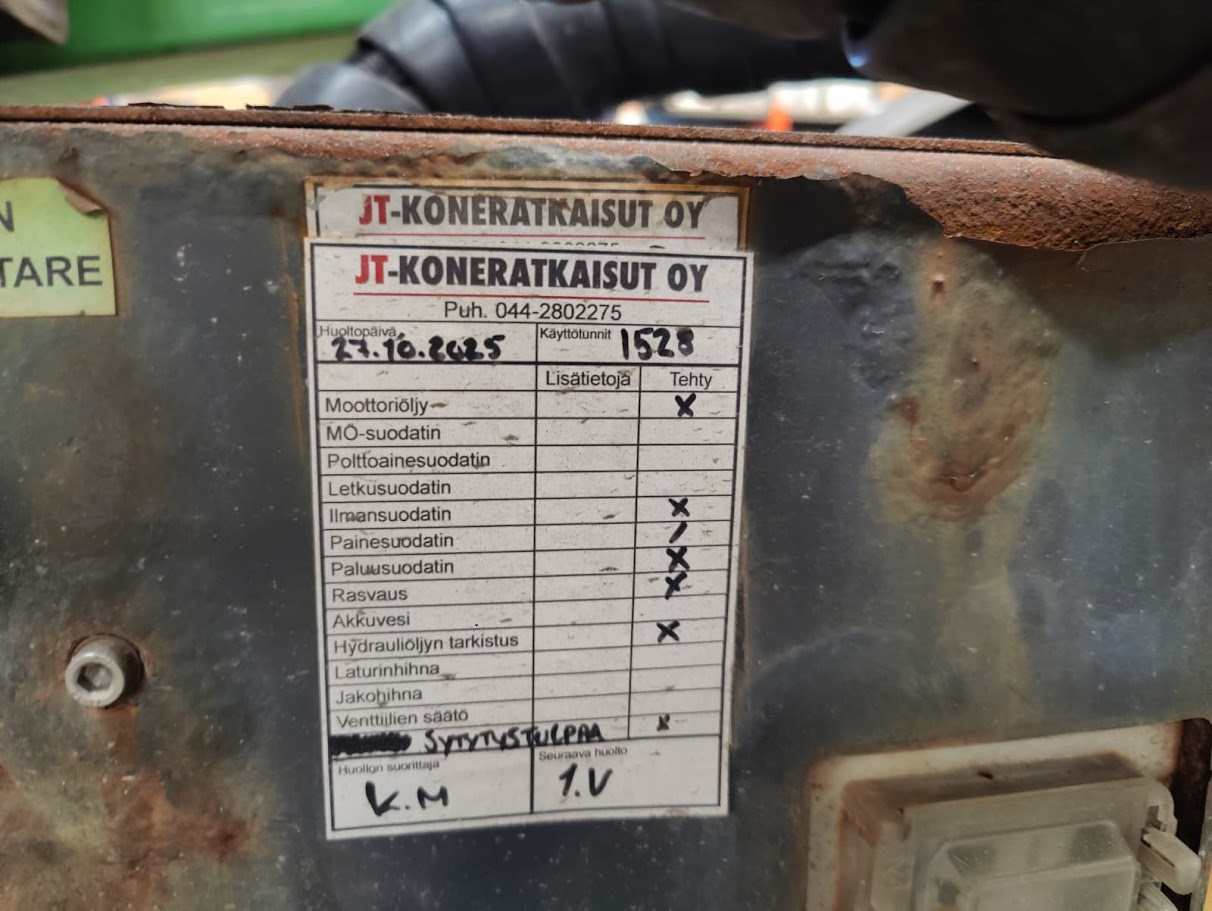 N
TARE
JT-KONERATKAISUT OY
JT-KONERATKAISUT OY
Puh. 044-2802275
Huoltopäivä 27.10.2025 Käyttötunnit 1528
Lisätietoja Tehty
Moottoriöljy X
MÖ-suodatin
Polttoainesuodatin
Letkusuodatin
Ilmansuodatin X
Painesuodatin /
Paluusuodatin X
Rasvaus X
Akkuvesi
Hydrauliöljyn tarkistus X
Laturinhihna
Jakohihna
Venttiilien säätö X
SYTYTYSTULPAA
Huollon suorittaja Seuraava huolto
K.M 1.V